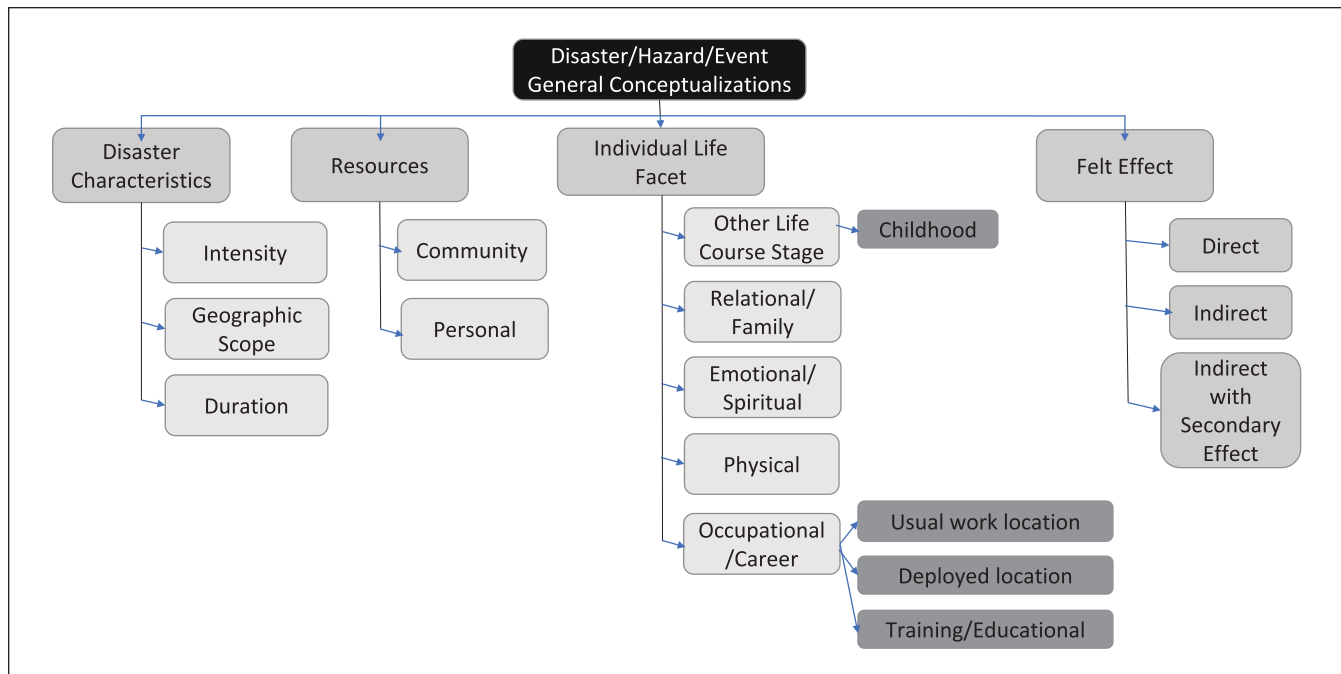 Disaster/Hazard/Event
General Conceptualizations
Disaster
Characteristics
Intensity
Geographic
Scope
Duration
Resources
Community
Personal
Individual Life
Facet
Other Life
Course Stage
Childhood
Relational/
Family
Emotional/
Spiritual
Physical
Occupational
/Career
Usual work location
Deployed location
Training/Educational
Felt Effect
Direct
Indirect
Indirect
with
Secondary
Effect